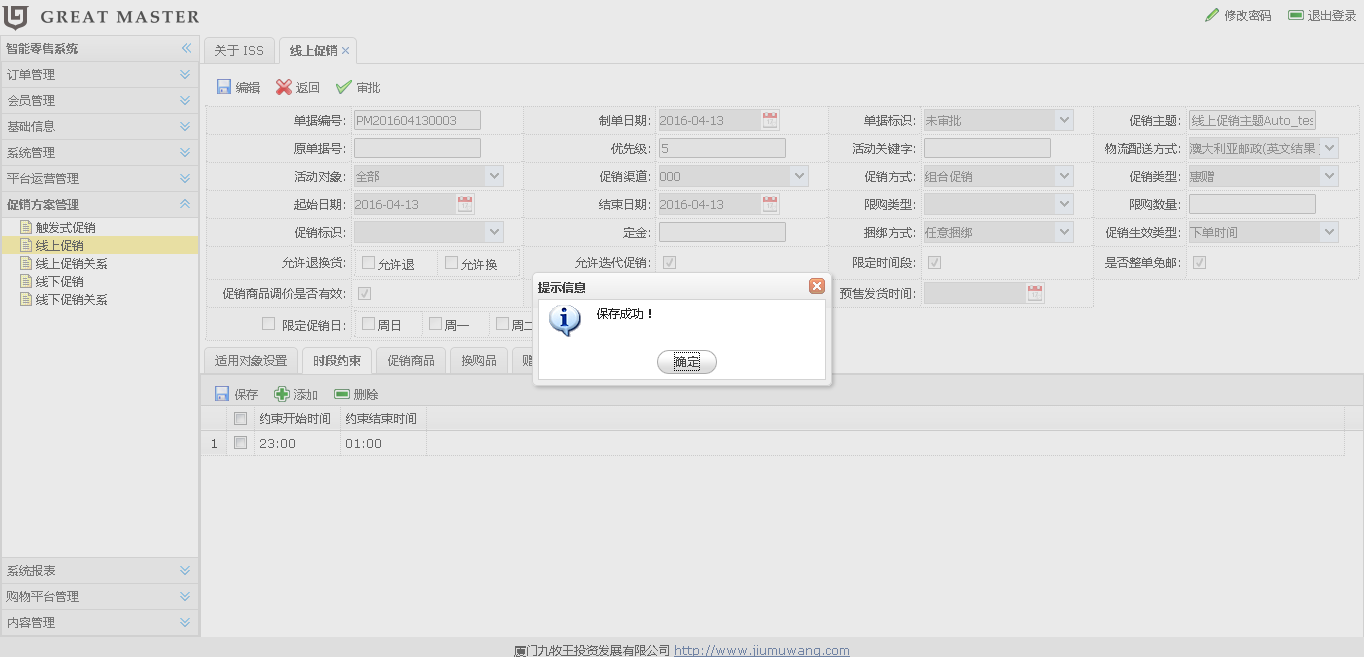 GREAT MASTER
修改密码 退出登录
智能零售系统
订单管理
会员管理
基础信息
系统管理
平台运营管理
促销方案管理
触发式促销
线上促销
线上促销关系
线下促销
线下促销关系
系统报表
购物平台管理
内容管理
关于 ISS 线上促销
编辑 返回 审批
单据编号: PM201604130003 制单日期: 2016-04-13 单据标识: 未审批 促销主题: 线上促销主题Auto_tes
原单据号: 优先级: 5 活动关键字: 物流配送方式: 澳大利亚邮政(英文结果
活动对象: 全部 促销渠道: 000 促销方式: 组合促销 促销类型: 惠赠
起始日期: 2016-04-13 结束日期: 2016-04-13 限购类型: 限购数量:
促销标识: 定金: 捆绑方式: 任意捆绑 促销生效类型: 下单时间
允许退换货: 允许退 允许换 允许迭代促销: 限定时间段: 是否整单免邮:
促销商品调价是否有效: 预售发货时间:
限定促销日: 周日 周一 周二
提示信息
保存成功！
确定
适用对象设置 时段约束 促销商品 换购品 赠
保存 添加 删除
约束开始时间 约束结束时间
1 23:00 01:00
厦门九牧王投资发展有限公司 http://www.jiumuwang.com